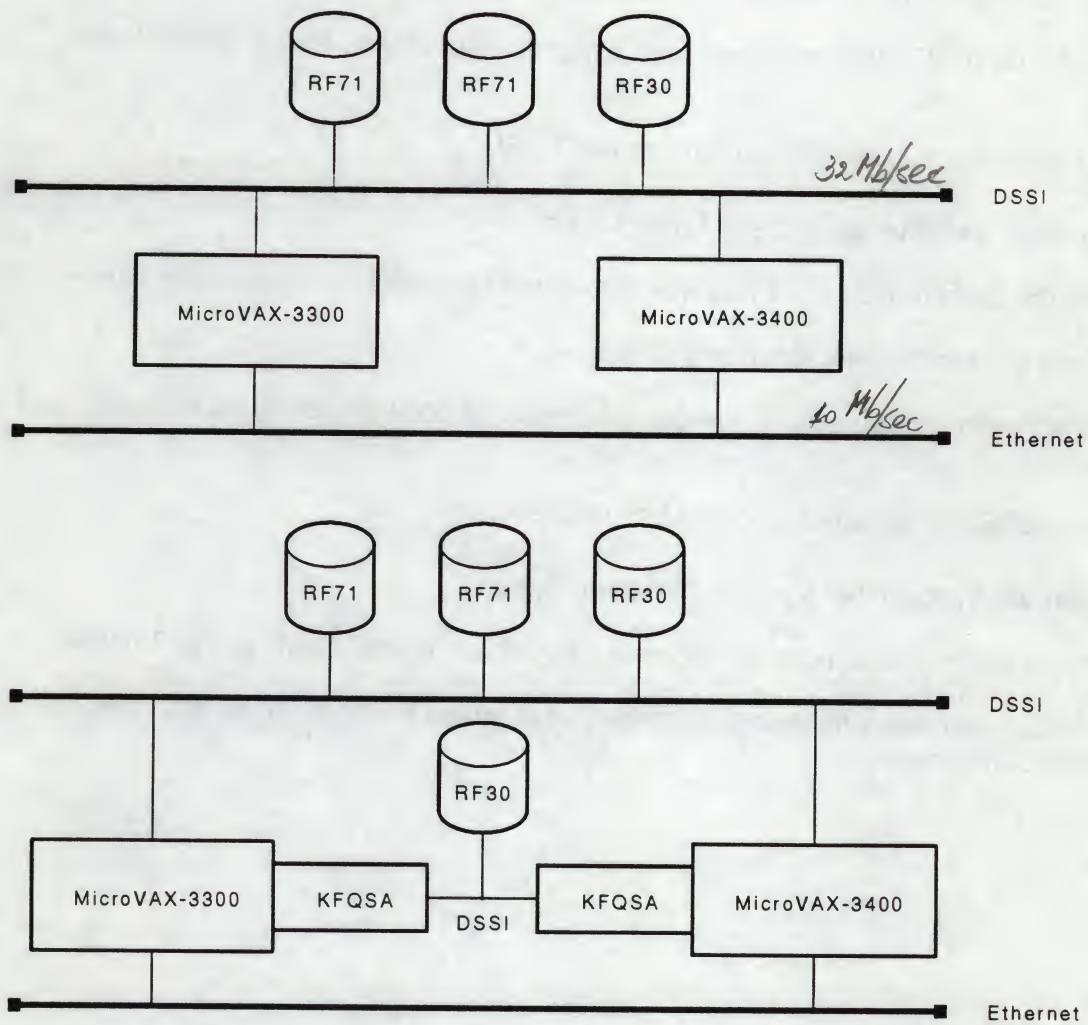 RF71 RF71 RF30
32 Mb/sec
DSSI
MicroVAX-3300 MicroVAX-3400
10 Mb/sec
Ethernet
RF71 RF71 RF30
DSSI
RF30
MicroVAX-3300 KFQSA KFQSA MicroVAX-3400
DSSI
Ethernet